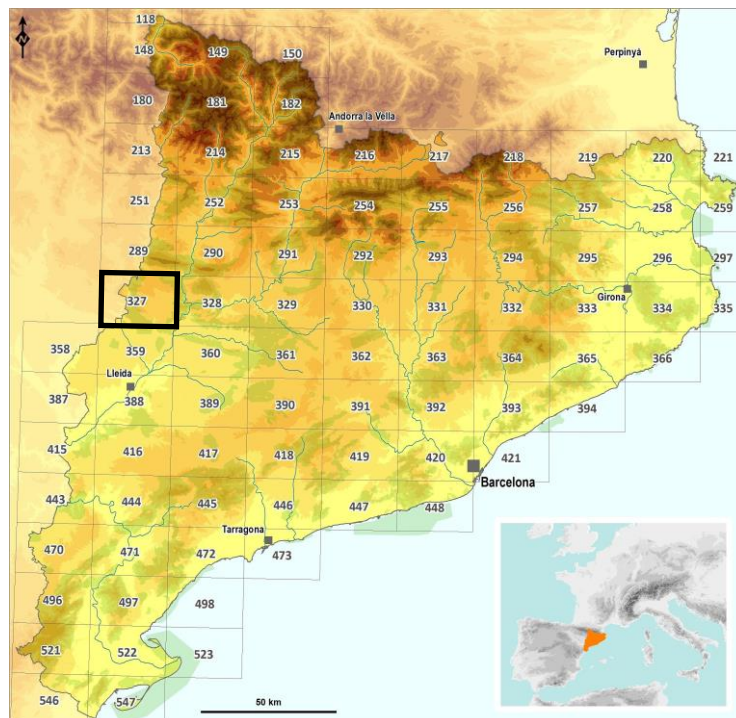 118
N
148 149 150
Perpinyà
180 181 182
Andorra la Vella
213 214 215 216 217 218 219 220 221
251 252 253 254 255 256 257 258 259
289 290 291 292 293 294 295 296 297
327 328 329 330 331 332 333 334 335
Girona
358 359 360 361 362 363 364 365 366
Lleida
387 388 389 390 391 392 393 394
415 416 417 418 419 420 421
Barcelona
443 444 445 446 447 448
Tarragona
470 471 472 473
496 497 498
521 522 523
546 547
50 km